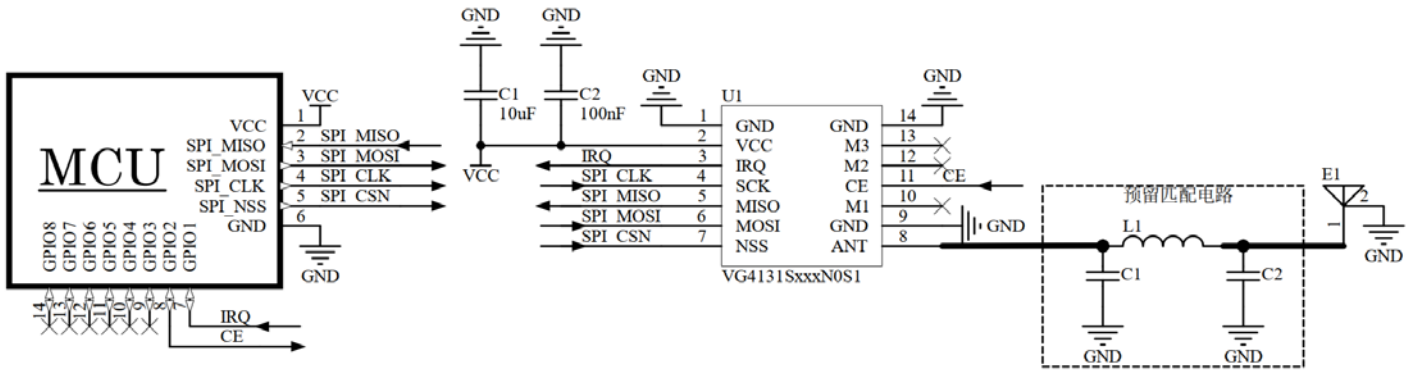 MCU
VCC
1
VCC
SPI_MISO
2
SPI_MISO
SPI_MOSI
3
SPI_MOSI
SPI_CLK
4
SPI_CLK
SPI_NSS
5
SPI_CSN
GND
6
GND
GPIO8
GPIO7
GPIO6
GPIO5
GPIO4
GPIO3
GPIO2
GPIO1
14
13
12
11
10
9
8
7
IRQ
CE
GND
GND
C1
10uF
C2
100nF
VCC
GND
U1
GND
1
GND
GND
14
2
VCC
M3
13
IRQ
3
IRQ
M2
12
SPI_CLK
4
SCK
CE
11
CE
SPI_MISO
5
MISO
M1
10
SPI_MOSI
6
MOSI
GND
9
GND
SPI_CSN
7
NSS
ANT
8
VG4131SxxxN0S1
预留匹配电路
L1
C1
C2
GND
GND
E1
2
1
GND